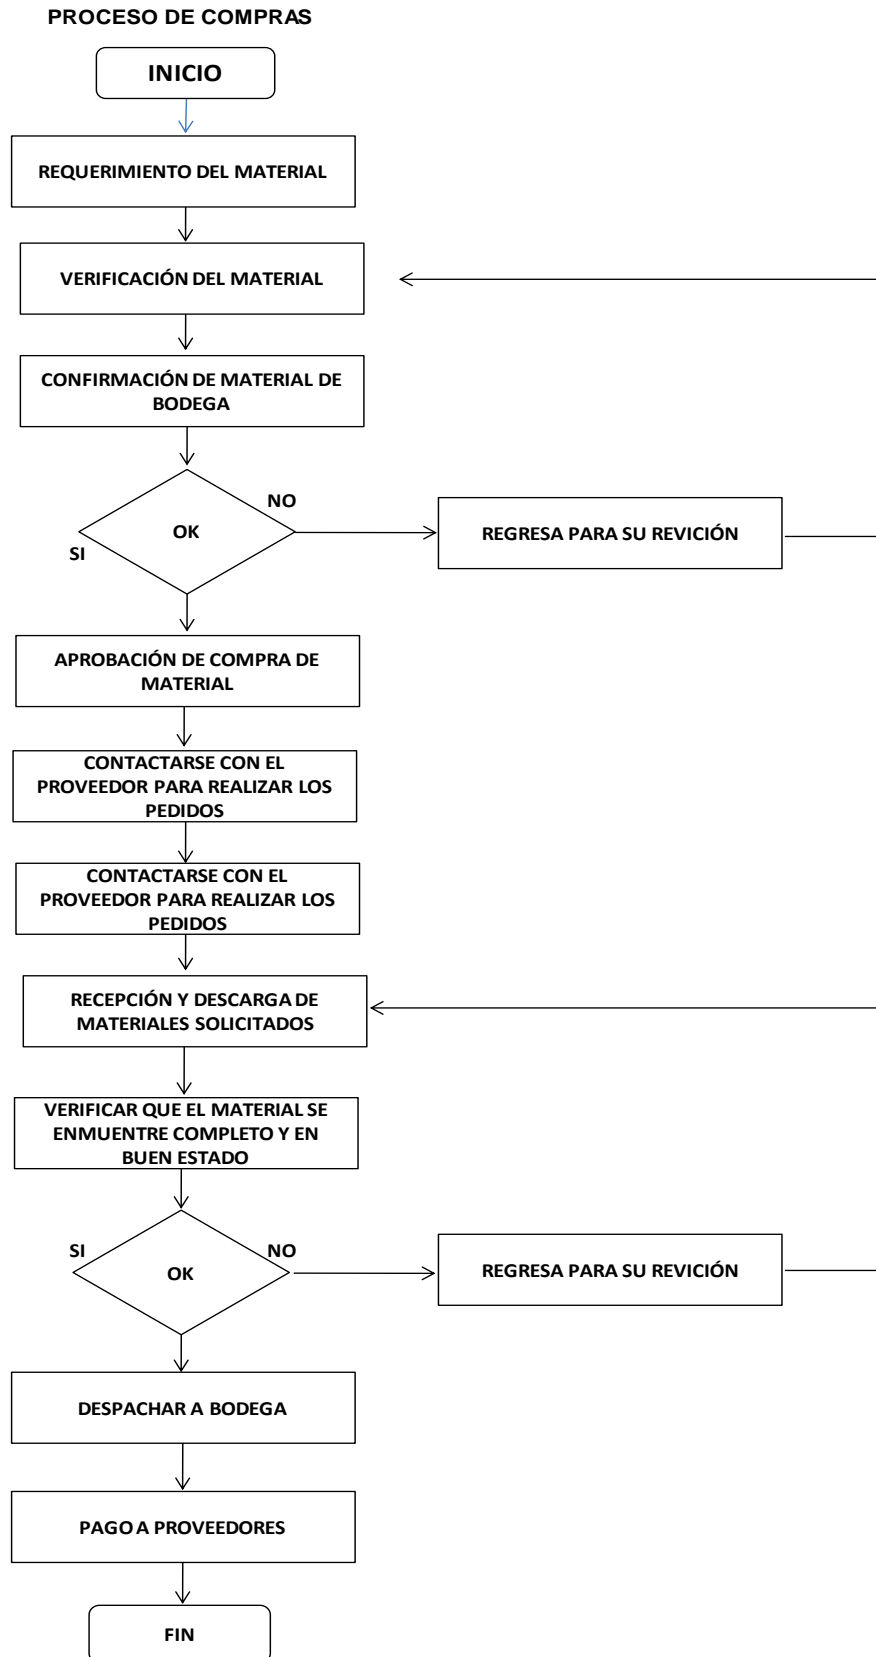 PROCESO DE COMPRAS
INICIO
REQUERIMIENTO DEL MATERIAL
VERIFICACIÓN DEL MATERIAL
CONFIRMACIÓN DE MATERIAL DE
BODEGA
NO
OK
SI
REGRESA PARA SU REVICIÓN
APROBACIÓN DE COMPRA DE
MATERIAL
CONTACTARSE CON EL
PROVEEDOR PARA REALIZAR LOS
PEDIDOS
CONTACTARSE CON EL
PROVEEDOR PARA REALIZAR LOS
PEDIDOS
RECEPCIÓN Y DESCARGA DE
MATERIALES SOLICITADOS
VERIFICAR QUE EL MATERIAL SE
ENMUENTRE COMPLETO Y EN
BUEN ESTADO
SI
NO
OK
REGRESA PARA SU REVICIÓN
DESPACHAR A BODEGA
PAGO A PROVEEDORES
FIN